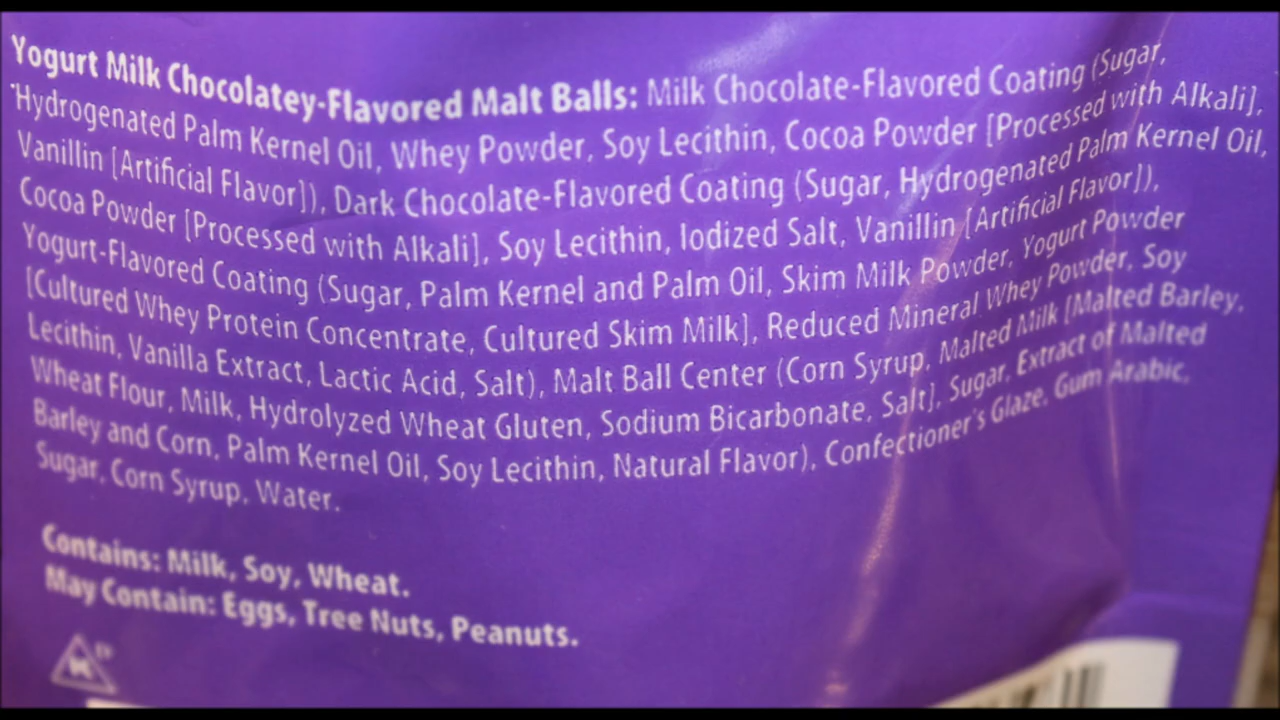 Yogurt Milk Chocolatey-Flavored Malt Balls: Milk Chocolate-Flavored Coating (Sugar,
Hydrogenated Palm Kernel Oil, Whey Powder, Soy Lecithin, Cocoa Powder [Processed with Alkali],
Vanillin [Artificial Flavor]), Dark Chocolate-Flavored Coating (Sugar, Hydrogenated Palm Kernel Oil,
Cocoa Powder [Processed with Alkali], Soy Lecithin, Iodized Salt, Vanillin [Artificial Flavor]),
Yogurt-Flavored Coating (Sugar, Palm Kernel and Palm Oil, Skim Milk Powder, Yogurt Powder
[Cultured Whey Protein Concentrate, Cultured Skim Milk], Reduced Mineral Whey Powder, Soy
Lecithin, Vanilla Extract, Lactic Acid, Salt), Malt Ball Center (Corn Syrup, Malted Milk [Malted Barley,
Wheat Flour, Milk, Hydrolyzed Wheat Gluten, Sodium Bicarbonate, Salt], Sugar, Extract of Malted
Barley and Corn, Palm Kernel Oil, Soy Lecithin, Natural Flavor), Confectioner's Glaze, Gum Arabic,
Sugar, Corn Syrup, Water.
Contains: Milk, Soy, Wheat.
May Contain: Eggs, Tree Nuts, Peanuts.